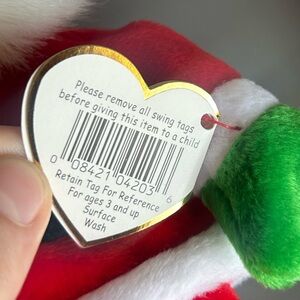 Please remove all swing tags
before giving this item to a child
0 08421 04203 6
Retain Tag For Reference
For ages 3 and up
Surface
Wash